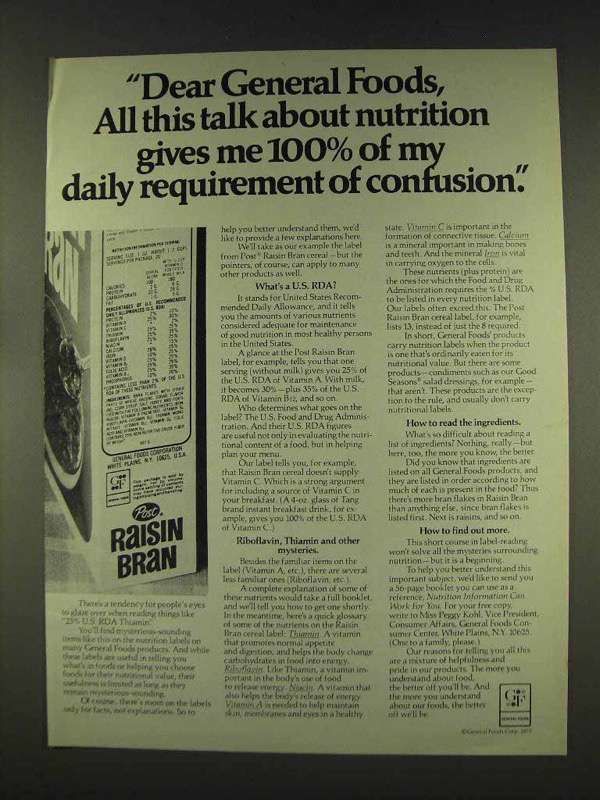 “Dear General Foods,
All this talk about nutrition
gives me 100% of my
daily requirement of confusion.”
NUTRITION INFORMATION PER SERVING
CALORIES
PROTEIN
CARBOHYDRATE
FAT
PERCENTAGES OF U.S. RECOMMENDED
DAILY ALLOWANCES (U.S. RDA)
GENERAL FOODS CORPORATION
WHITE PLAINS, N.Y. 10625, U.S.A.
Post
RAISIN
BRAN
There's a tendency for people's eyes
to glaze over when reading things like
“25% U.S. RDA Thiamin.”
You'll find mysterious-sounding
items like this on the nutrition labels on
many General Foods products. And while
these labels are useful in telling you
what's in foods or helping you choose
foods for their nutritional value, their
usefulness is limited as long as they
remain mysterious-sounding.
Of course, there's room on the labels
only for facts, not explanations. So to
help you better understand them, we'd
like to provide a few explanations here.
We'll take as our example the label
from Post® Raisin Bran cereal—but the
pointers, of course, can apply to many
other products as well.
What's a U.S. RDA?
It stands for United States Recom-
mended Daily Allowance, and it tells
you the amounts of various nutrients
considered adequate for maintenance
of good nutrition in most healthy persons
in the United States.
A glance at the Post Raisin Bran
label, for example, tells you that one
serving (without milk) gives you 25% of
the U.S. RDA of Vitamin A. With milk,
it becomes 30%—plus 35% of the U.S.
RDA of Vitamin B12, and so on.
Who determines what goes on the
label? The U.S. Food and Drug Adminis-
tration. And their U.S. RDA figures
are useful not only in evaluating the nutri-
tional content of a food, but in helping
plan your menu.
Our label tells you, for example,
that Raisin Bran cereal doesn't supply
Vitamin C. Which is a strong argument
for including a source of Vitamin C in
your breakfast. (A 4-oz. glass of Tang
brand instant breakfast drink, for ex-
ample, gives you 100% of the U.S. RDA
of Vitamin C.)
Riboflavin, Thiamin and other
mysteries.
Besides the familiar items on the
label (Vitamin A, etc.), there are several
less familiar ones (Riboflavin, etc.).
A complete explanation of some of
these nutrients would take a full booklet,
and we'll tell you how to get one shortly.
In the meantime, here's a quick glossary
of some of the nutrients on the Post
Raisin Bran cereal label: Thiamin. A vitamin
that promotes normal appetite
and digestion, and helps the body change
carbohydrates in food into energy.
Riboflavin. Like Thiamin, a vitamin im-
portant in the body's use of food
to release energy. Niacin. A vitamin that
also helps the body's release of energy.
Vitamin A is needed to help maintain
skin, membranes and eyes in a healthy
state. Vitamin C is important in the
formation of connective tissue. Calcium
is a mineral important in making bones
and teeth. And the mineral Iron is vital
in carrying oxygen to the cells.
These nutrients (plus protein) are the
ones for which the Food and Drug
Administration requires the % U.S. RDA
to be listed in every nutrition label.
Our labels often exceed this. The Post
Raisin Bran cereal label, for example,
lists 13, instead of just the 8 required.
In short, General Foods' products
carry nutrition labels when the product
is one that's ordinarily eaten for its
nutritional value. But there are some
products—condiments such as our Good
Seasons® salad dressings, for example—
that aren't. These products are the excep-
tion to the rule, and usually don't carry
nutritional labels.
How to read the ingredients.
What's so difficult about reading a
list of ingredients? Nothing, really—but
here, too, the more you know, the better.
Did you know that ingredients are
listed on all General Foods products, and
they are listed in order according to how
much of each is present in the food? Thus
there's more bran flakes in Raisin Bran
than anything else, since bran flakes is
listed first. Next is raisins, and so on.
How to find out more.
This short course in label-reading
won't solve all the mysteries surrounding
nutrition—but it is a beginning.
To help you better understand this
important subject, we'd like to send you
a 56-page booklet you can use as a
reference, Nutrition Information Can
Work For You. For your free copy,
write to Miss Peggy Kohl, Vice President,
Consumer Affairs, General Foods Con-
sumer Center, White Plains, N.Y. 10625.
(One to a family, please.)
Our reasons for telling you all this
are a mixture of helpfulness and
pride in our products. The more you
understand about food,
the better off you'll be. And
the more you understand
about our foods, the better
off we'll be.
GF
GENERAL FOODS
©General Foods Corp. 1977